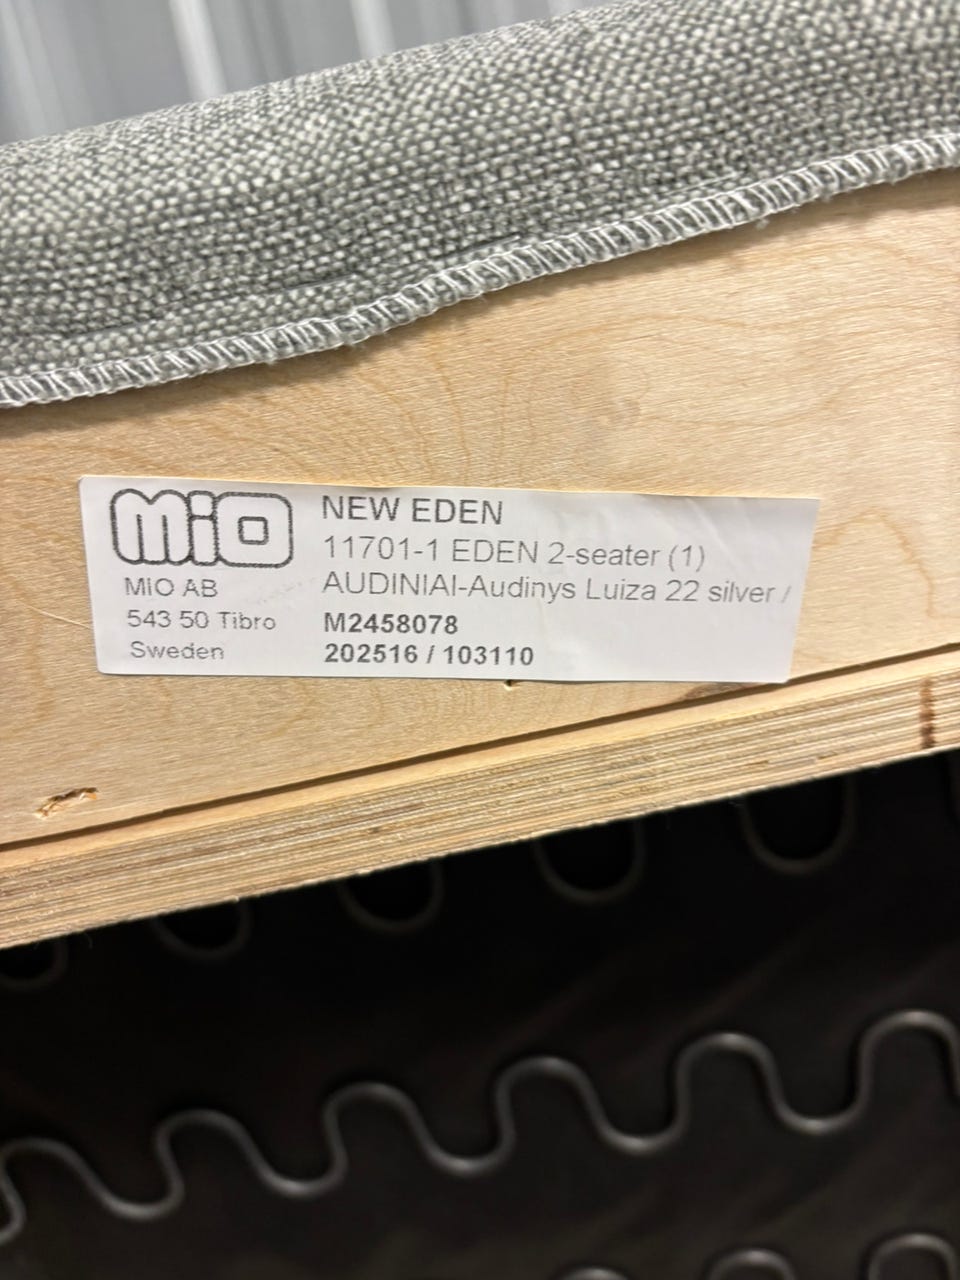 MiO
MIO AB
543 50 Tibro
Sweden
NEW EDEN
11701-1 EDEN 2-seater (1)
AUDINIAI-Audinys Luiza 22 silver /
M2458078
202516 / 103110